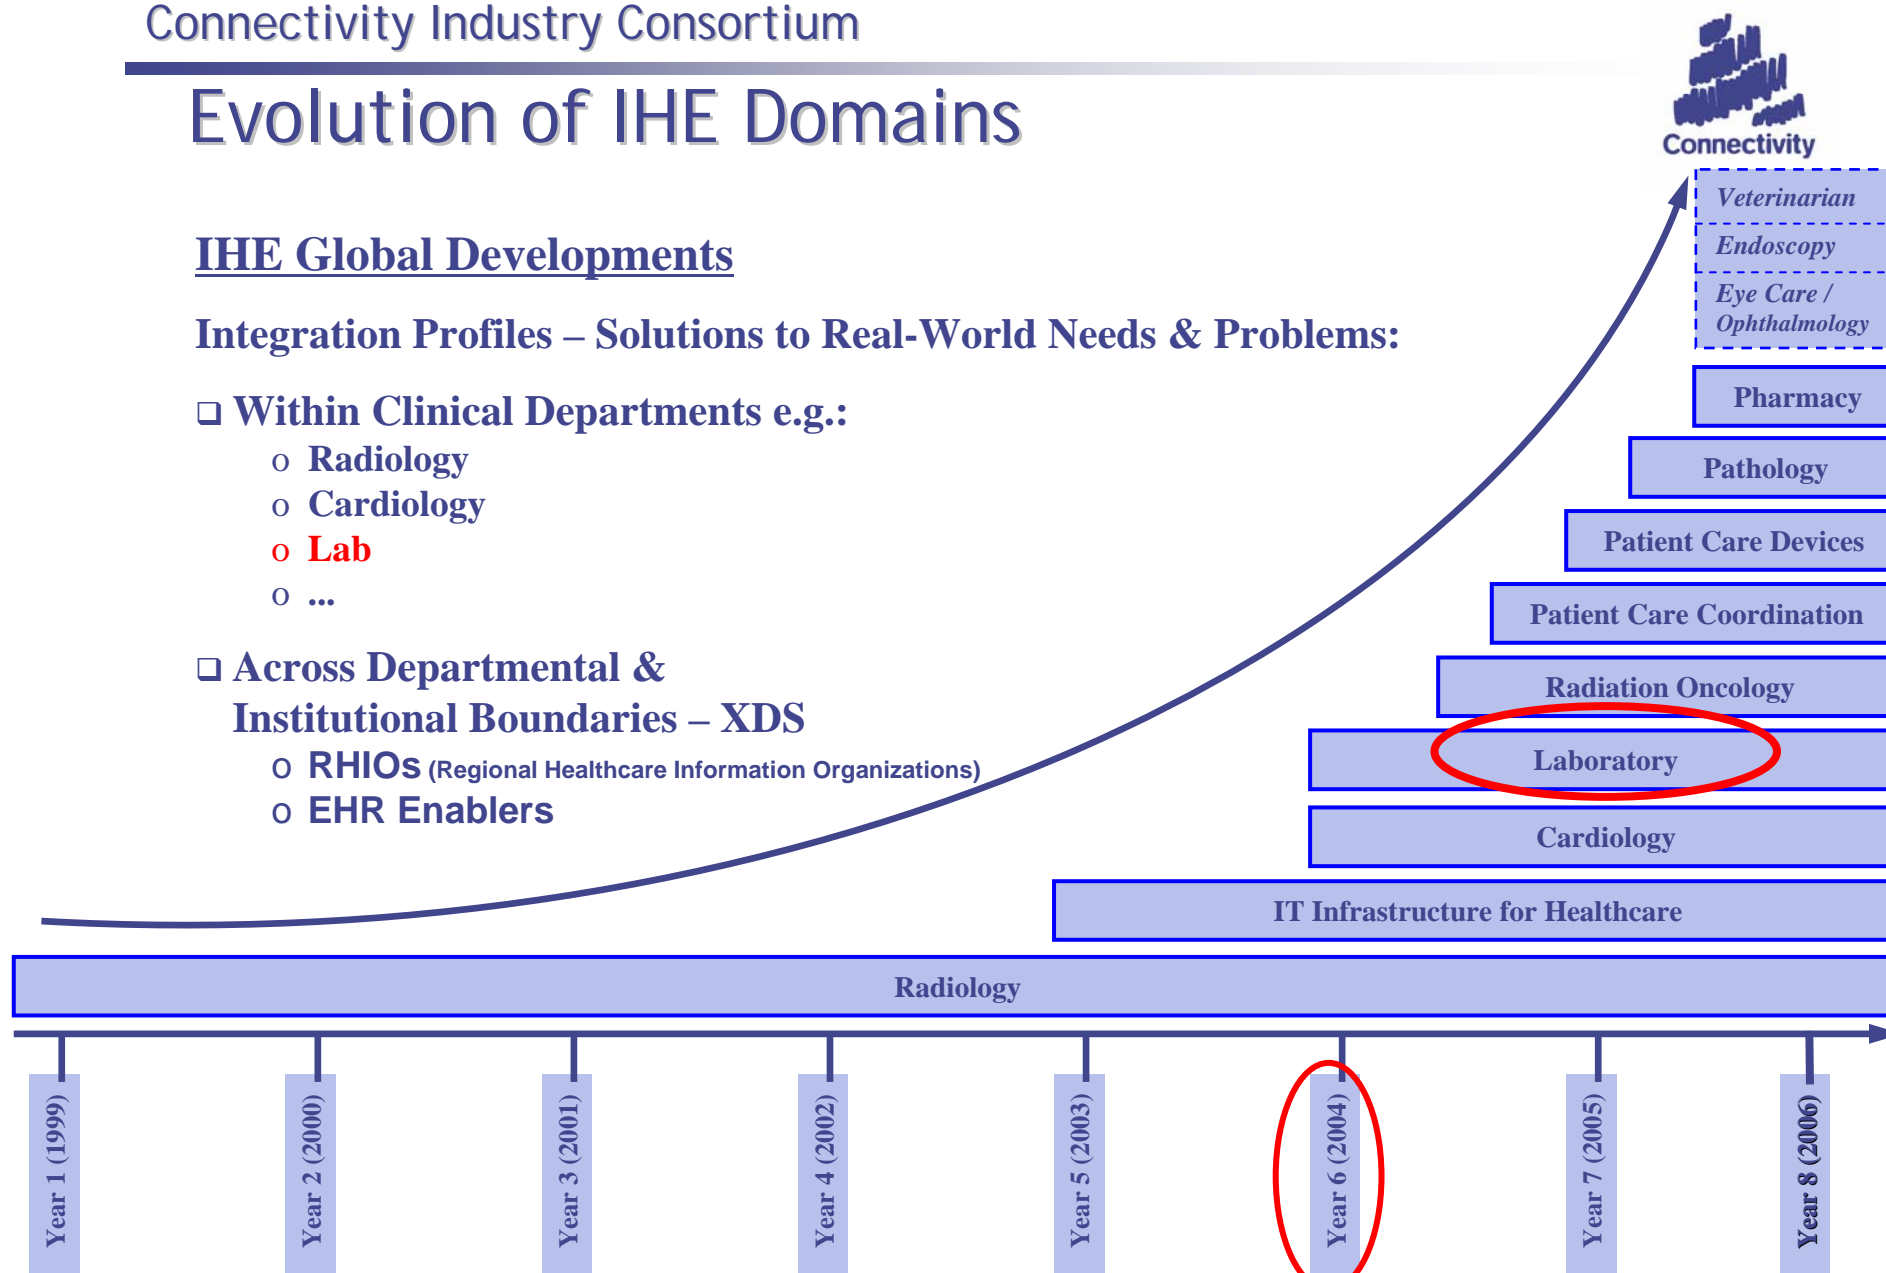 Connectivity Industry Consortium
Evolution of IHE Domains
Connectivity
IHE Global Developments
Integration Profiles – Solutions to Real-World Needs & Problems:
❑ Within Clinical Departments e.g.:
o Radiology
o Cardiology
o Lab
o ...
❑ Across Departmental &
Institutional Boundaries – XDS
o RHIOs (Regional Healthcare Information Organizations)
o EHR Enablers
Veterinarian
Endoscopy
Eye Care /
Ophthalmology
Pharmacy
Pathology
Patient Care Devices
Patient Care Coordination
Radiation Oncology
Laboratory
Cardiology
IT Infrastructure for Healthcare
Radiology
Year 1 (1999)
Year 2 (2000)
Year 3 (2001)
Year 4 (2002)
Year 5 (2003)
Year 6 (2004)
Year 7 (2005)
Year 8 (2006)